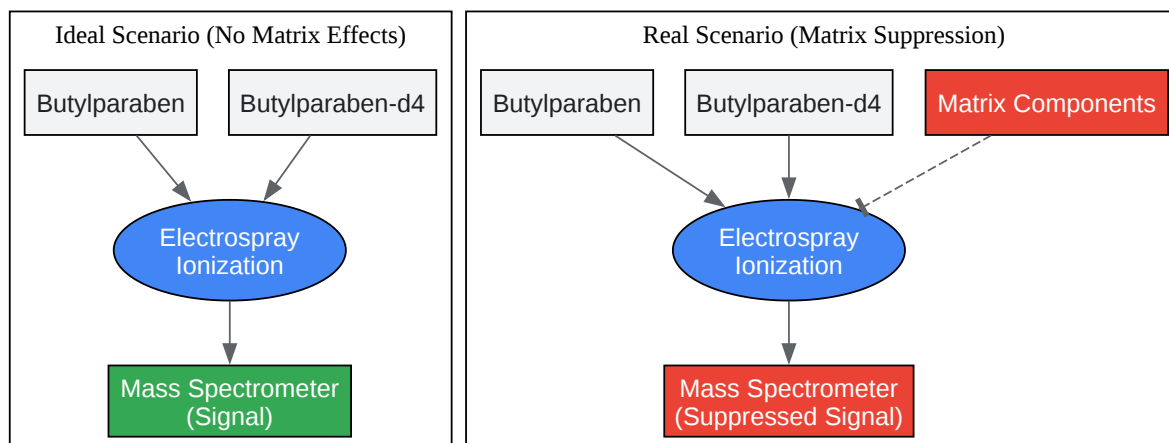 Ideal Scenario (No Matrix Effects)
Butylparaben
Butylparaben-d4
Electrospray
Ionization
Mass Spectrometer
(Signal)
Real Scenario (Matrix Suppression)
Butylparaben
Butylparaben-d4
Matrix Components
Electrospray
Ionization
Mass Spectrometer
(Suppressed Signal)